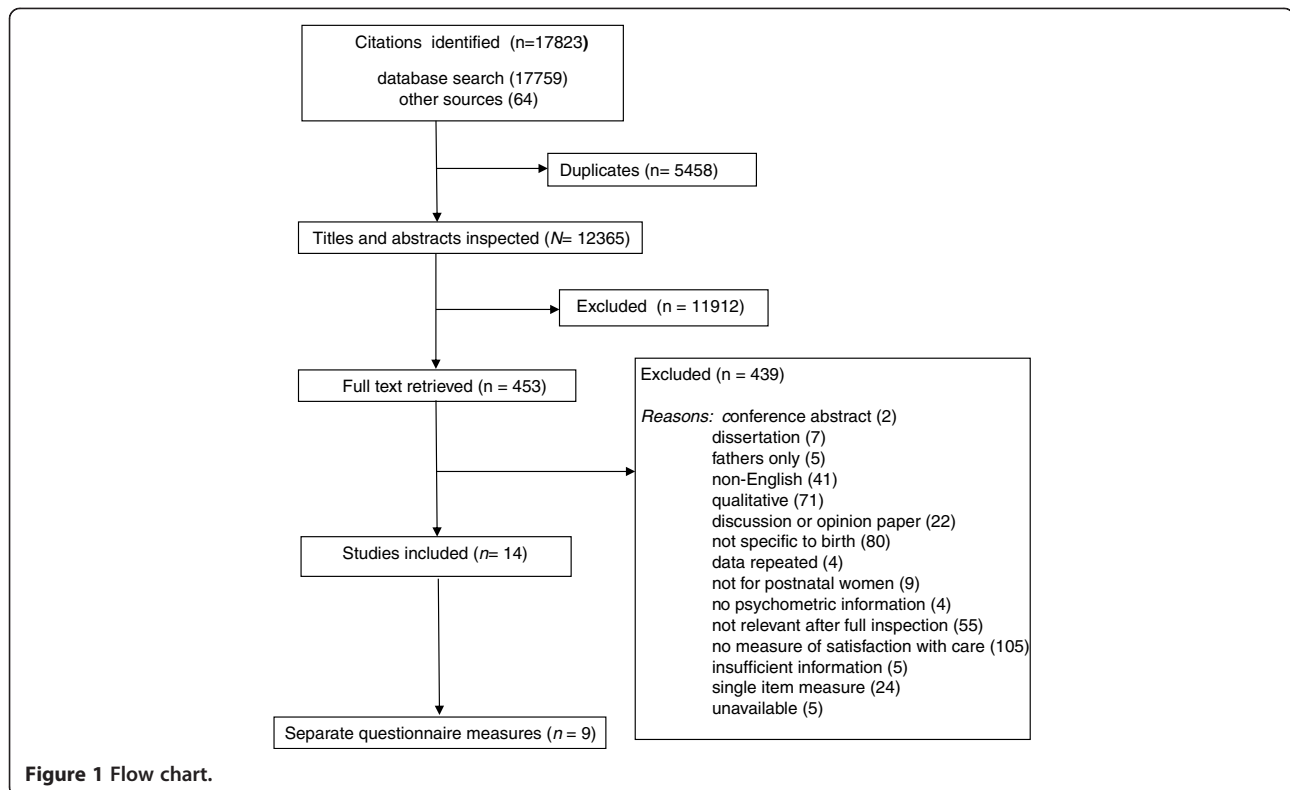 Citations identified (n=17823)
database search (17759)
other sources (64)
Duplicates (n= 5458)
Titles and abstracts inspected (N= 12365)
Excluded (n = 11912)
Full text retrieved (n = 453)
Excluded (n = 439)
Reasons: conference abstract (2)
dissertation (7)
fathers only (5)
non-English (41)
qualitative (71)
discussion or opinion paper (22)
not specific to birth (80)
data repeated (4)
not for postnatal women (9)
no psychometric information (4)
not relevant after full inspection (55)
no measure of satisfaction with care (105)
insufficient information (5)
single item measure (24)
unavailable (5)
Studies included (n= 14)
Separate questionnaire measures (n = 9)
Figure 1 Flow chart.